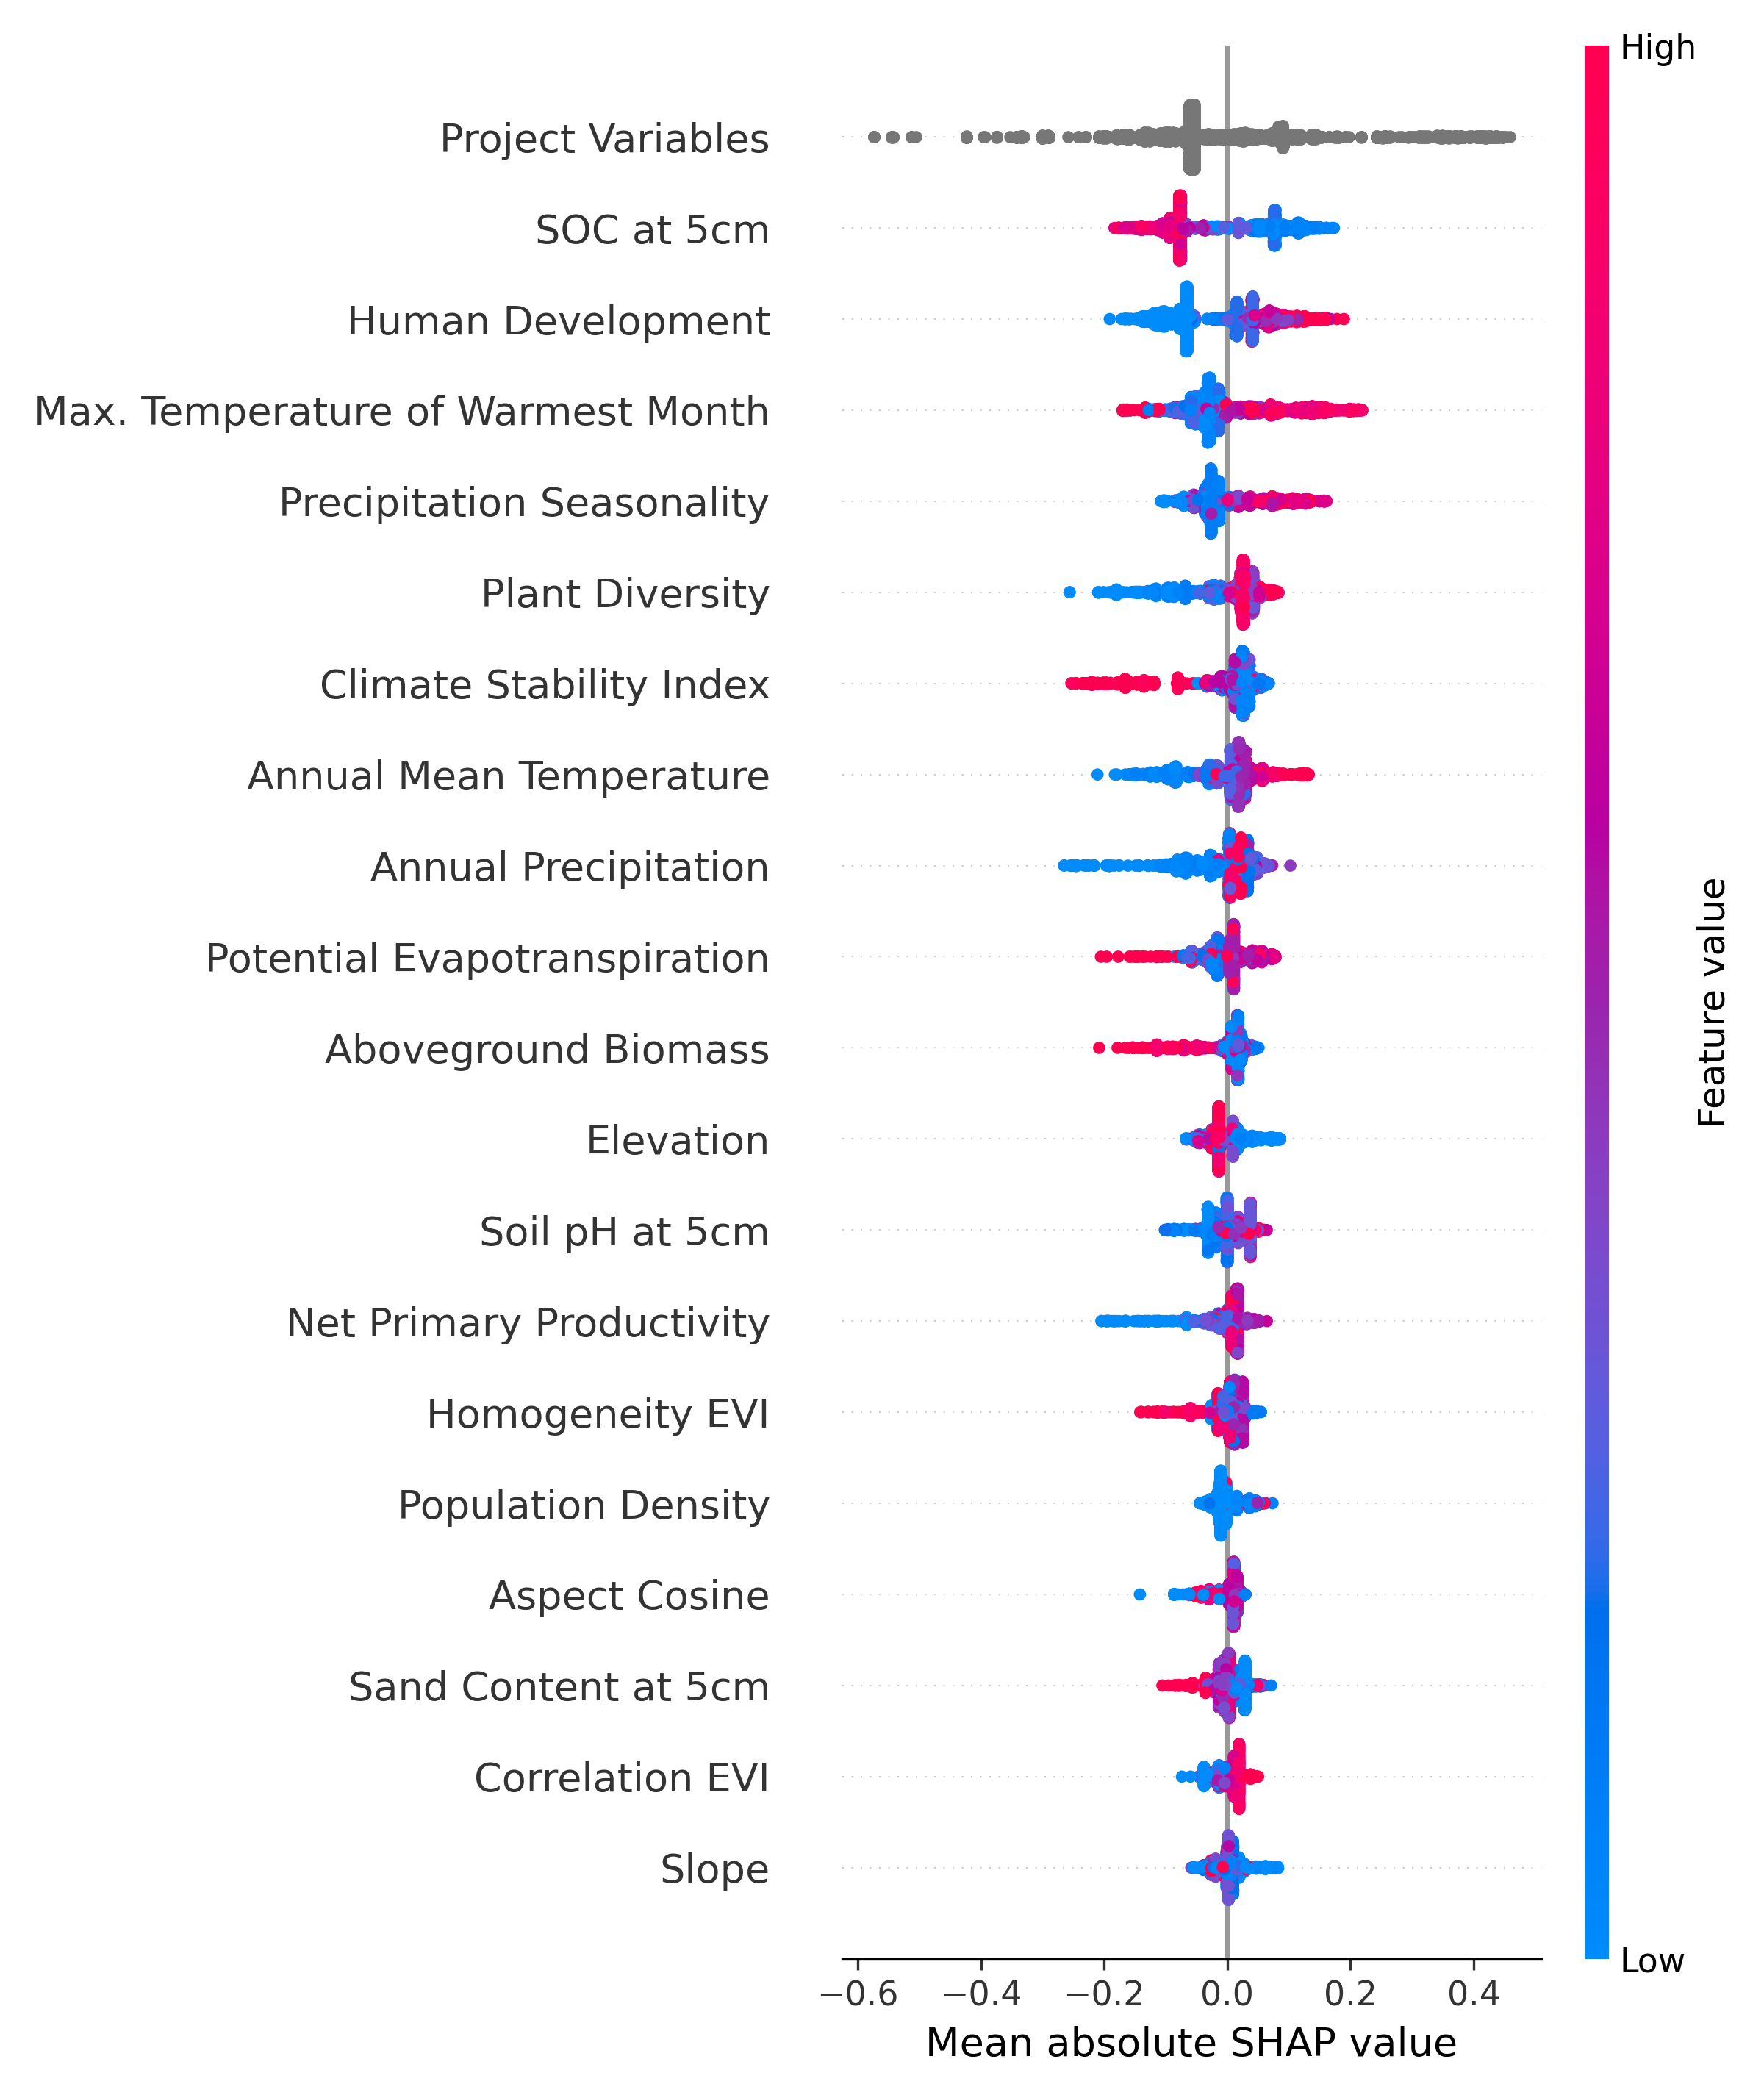 High
Project Variables
SOC at 5cm
Human Development
Max. Temperature of Warmest Month
Precipitation Seasonality
Plant Diversity
Climate Stability Index
Annual Mean Temperature
Annual Precipitation
Potential Evapotranspiration
Aboveground Biomass
Elevation
Soil pH at 5cm
Net Primary Productivity
Homogeneity EVI
Population Density
Aspect Cosine
Sand Content at 5cm
Correlation EVI
Slope
Feature value
Low
−0.6 −0.4 −0.2 0.0 0.2 0.4
Mean absolute SHAP value